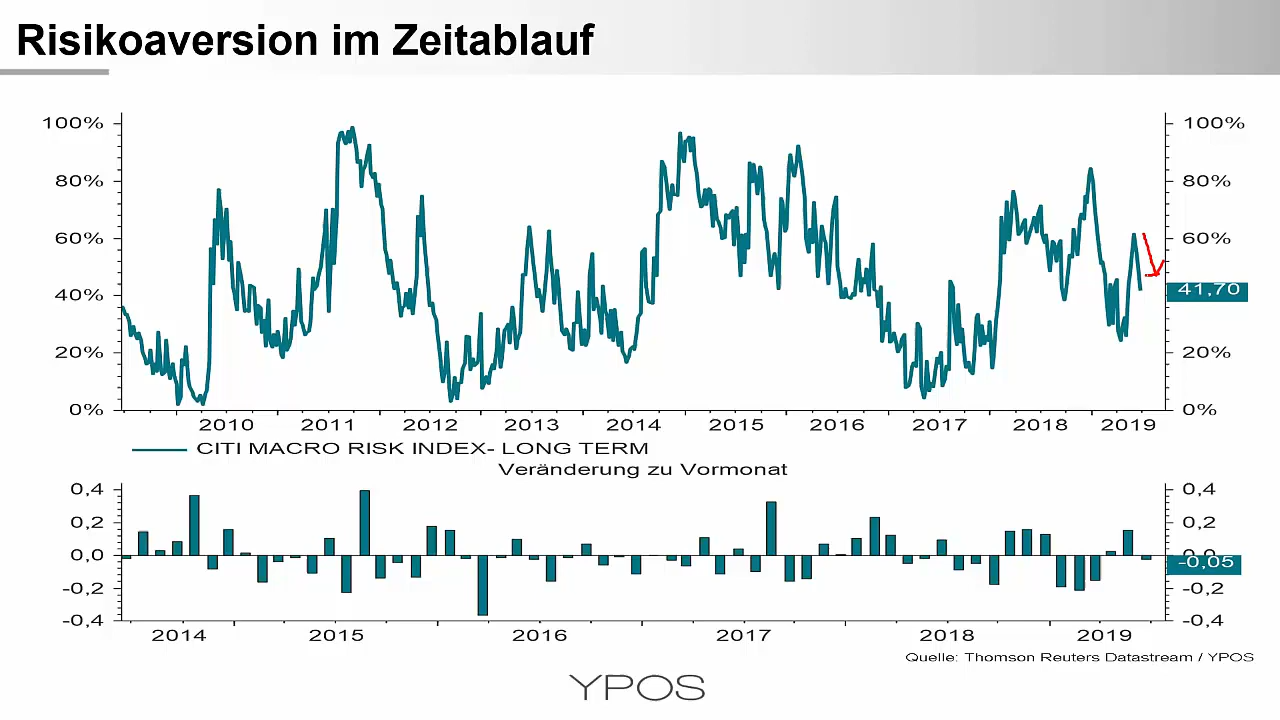 Risikoaversion im Zeitablauf
100% 100%
80% 80%
60% 60%
40% 41,70
20% 20%
0% 0%
2010 2011 2012 2013 2014 2015 2016 2017 2018 2019
CITI MACRO RISK INDEX- LONG TERM
Veränderung zu Vormonat
0,4 0,4
0,2 0,2
0,0 0,0
-0,05
-0,2 -0,2
-0,4 -0,4
2014 2015 2016 2017 2018 2019
Quelle: Thomson Reuters Datastream / YPOS
YPOS